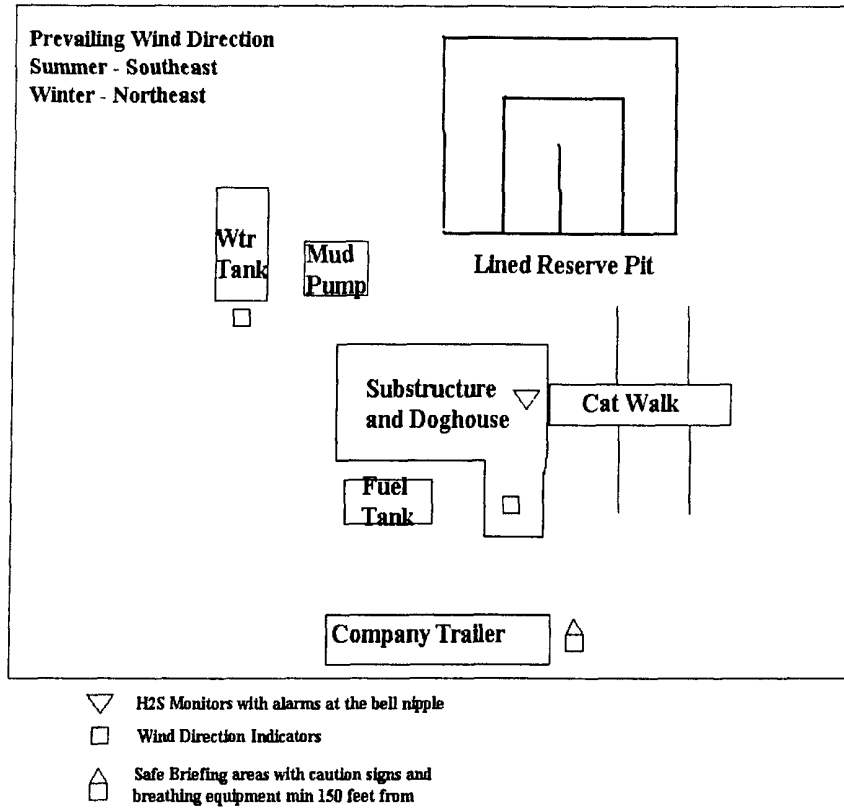 Prevailing Wind Direction
Summer - Southeast
Winter - Northeast
Wtr
Tank
Mud
Pump
Lined Reserve Pit
Substructure
and Doghouse
Cat Walk
Fuel
Tank
Company Trailer
H2S Monitors with alarms at the bell nipple
Wind Direction Indicators
Safe Briefing areas with caution signs and
breathing equipment min 150 feet from